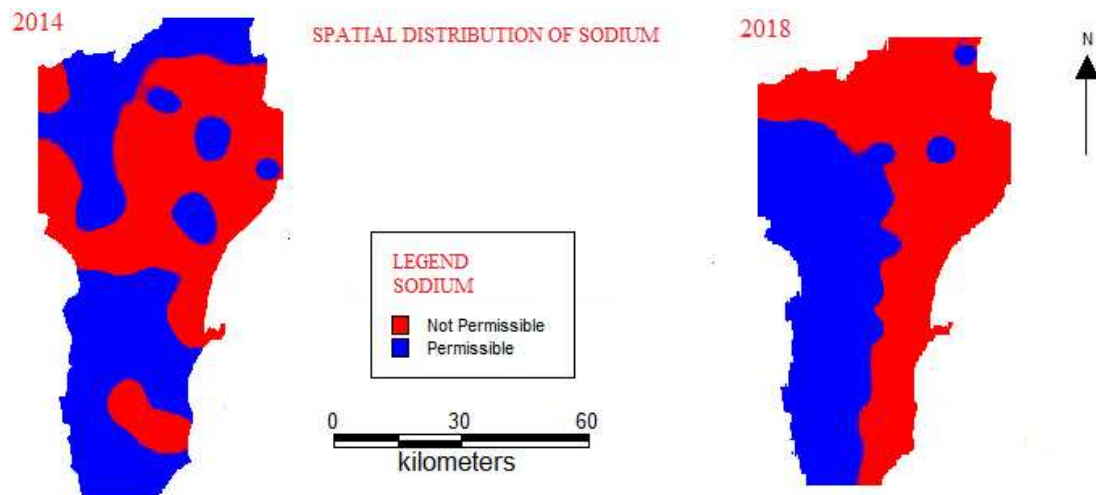 2014
SPATIAL DISTRIBUTION OF SODIUM
2018
N
LEGEND
SODIUM
Not Permissible
Permissible
0 30 60
kilometers